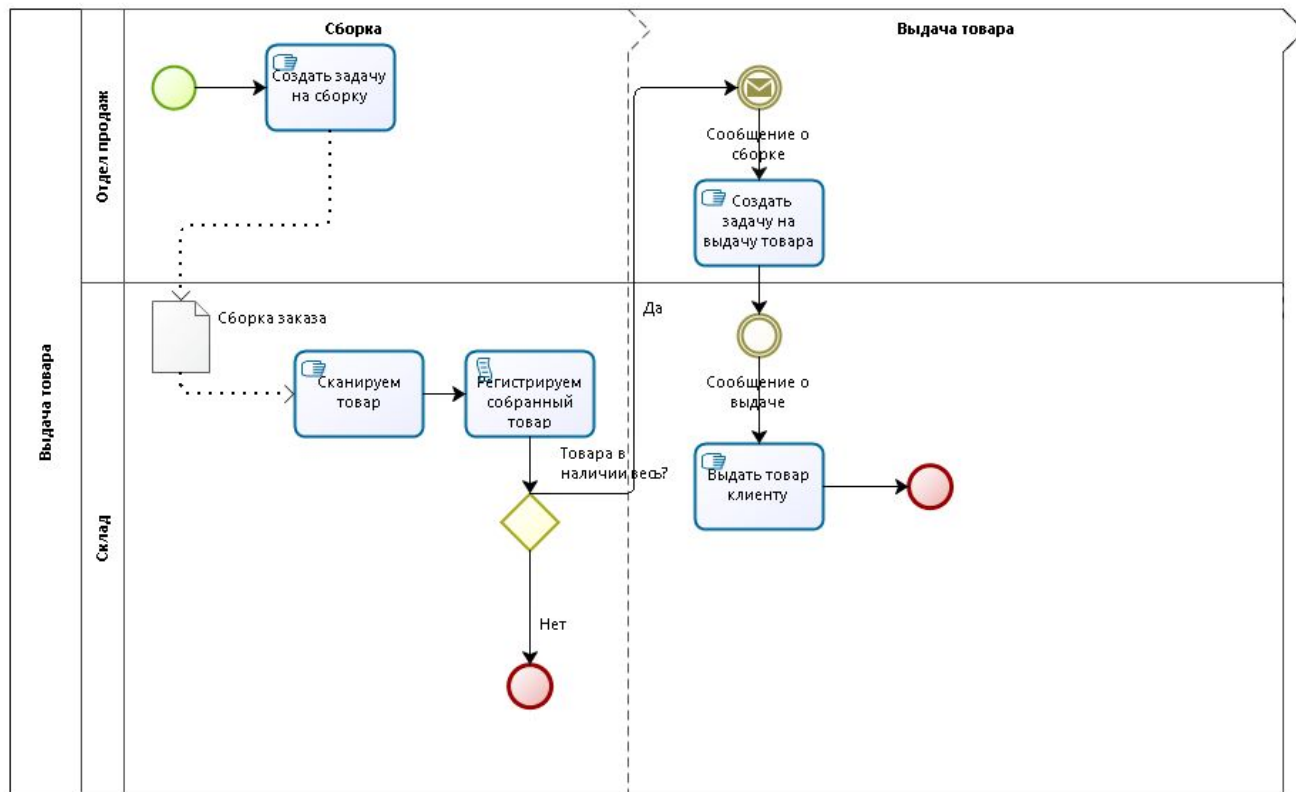 Выдача товара
Отдел продаж
Склад
Сборка
Выдача товара
Создать задачу
на сборку
Сообщение о
сборке
Создать
задачу на
выдачу товара
Сборка заказа
Да
Сканируем
товар
Регистрируем
собранный
товар
Сообщение о
выдаче
Товара в
наличии весь?
Выдать товар
клиенту
Нет